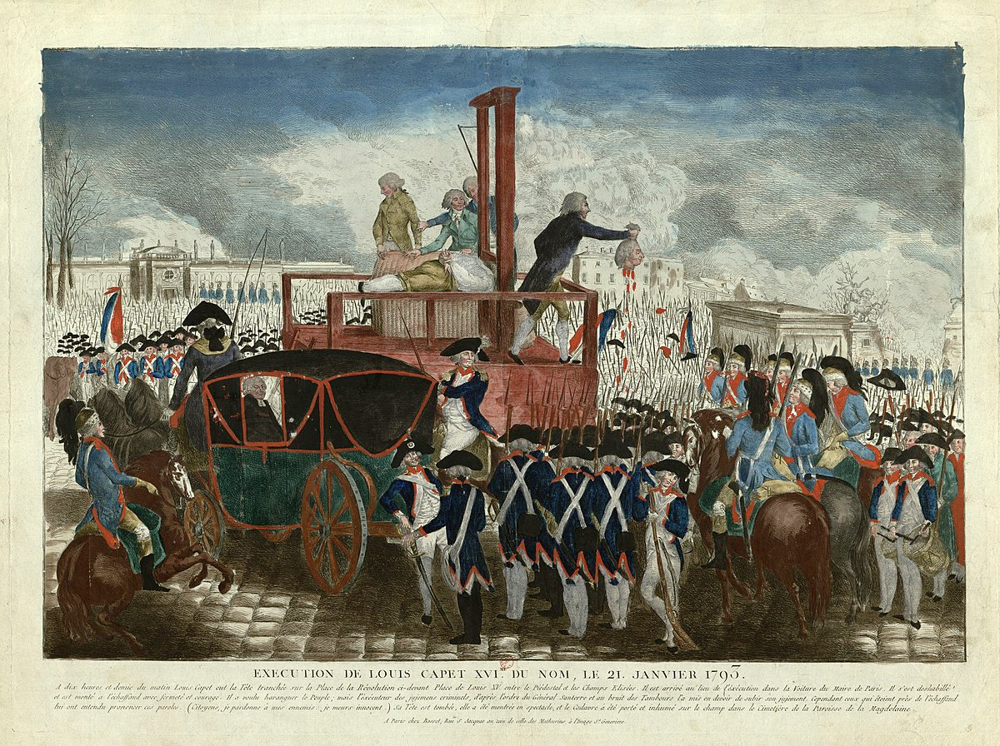 EXECUTION DE LOUIS CAPET XVI.e DU NOM, LE 21. JANVIER 1793.
A dix heures et demie du matin Louis Capet eut la Tête tranchée sur la Place de la Révolution ci-devant Place de Louis XV entre le Piédestal et les Champs Elisées. Il est arrivé au lieu de l'éxécution dans la Voiture du Maire de Paris. Il s'est deshabillé
et est monté a l'échaffaud avec fermeté et courage. Il a voulu haranguer le Peuple, mais l'éxécuteur des jugemens criminels, d'après l'ordre du Général Santerre et au bruit des Tambours l'a mis en devoir de subir son jugement. Cependant ceux qui étoient près de l'échaffaud
lui ont entendu prononcer ces paroles. (Citoyens, je pardonne à mes ennemis: je meurs innocent.) Sa Tête est tombée, elle a été montrée en spectacle, et le Cadavre a été porté et inhumé sur le champ dans le Cimetière de la Paroisse de la Magdelaine.
A Paris chez Basset, Rue S.t Jacques au coin de celle des Mathurins, à l'Image S.te Geneviève.